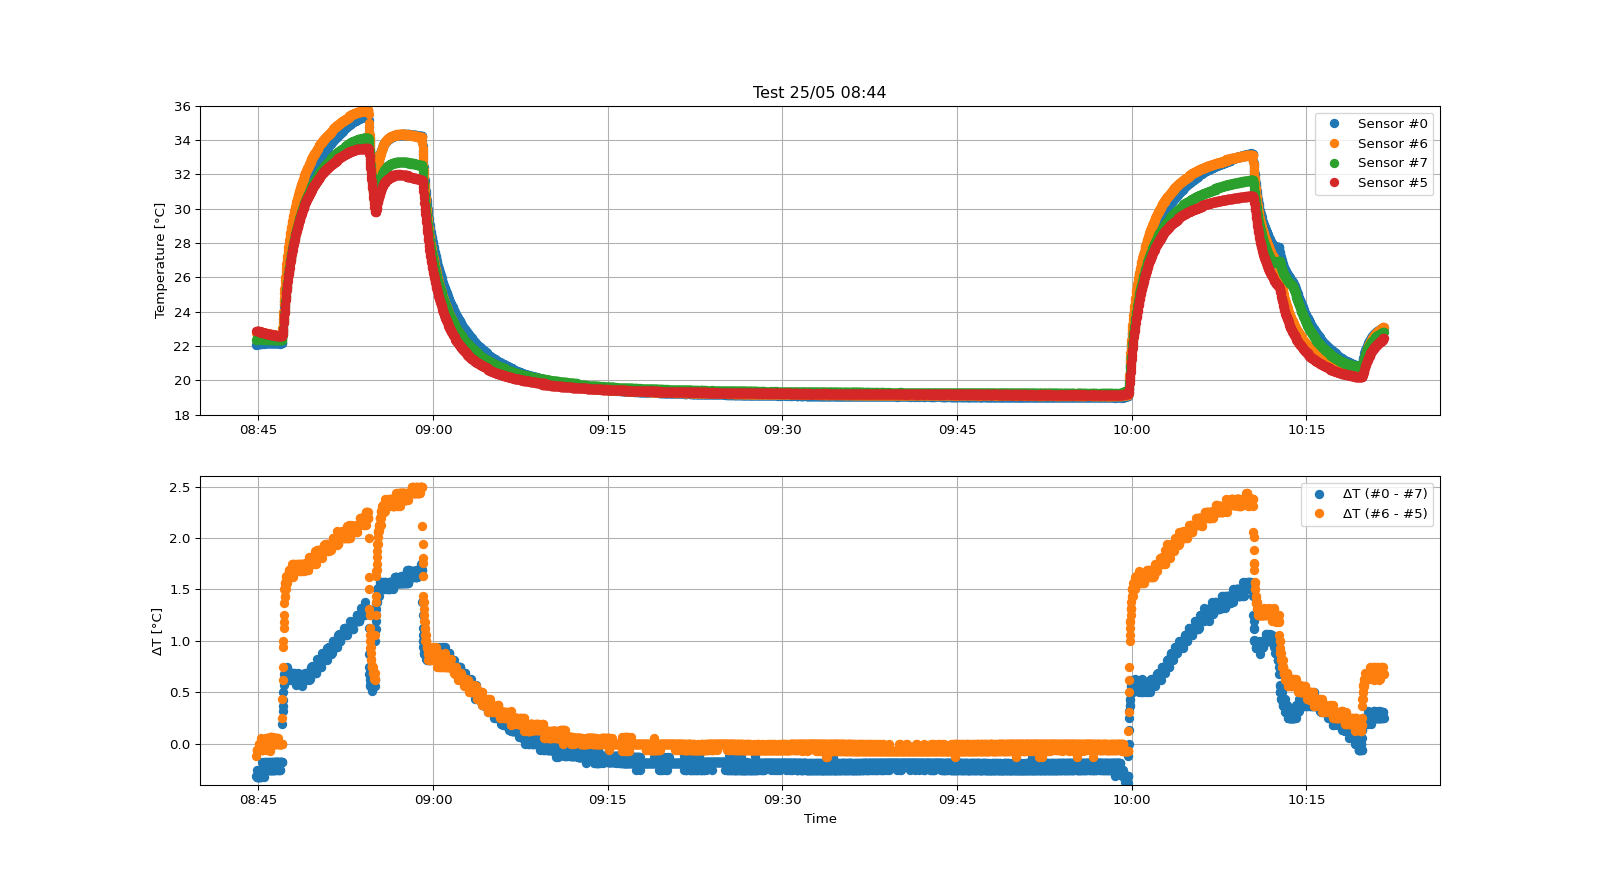 Test 25/05 08:44
Temperature [°C]
36
34
32
30
28
26
24
22
20
18
08:45 09:00 09:15 09:30 09:45 10:00 10:15
Sensor #0
Sensor #6
Sensor #7
Sensor #5
ΔT [°C]
2.5
2.0
1.5
1.0
0.5
0.0
ΔT (#0 - #7)
ΔT (#6 - #5)
08:45 09:00 09:15 09:30 09:45 10:00 10:15
Time